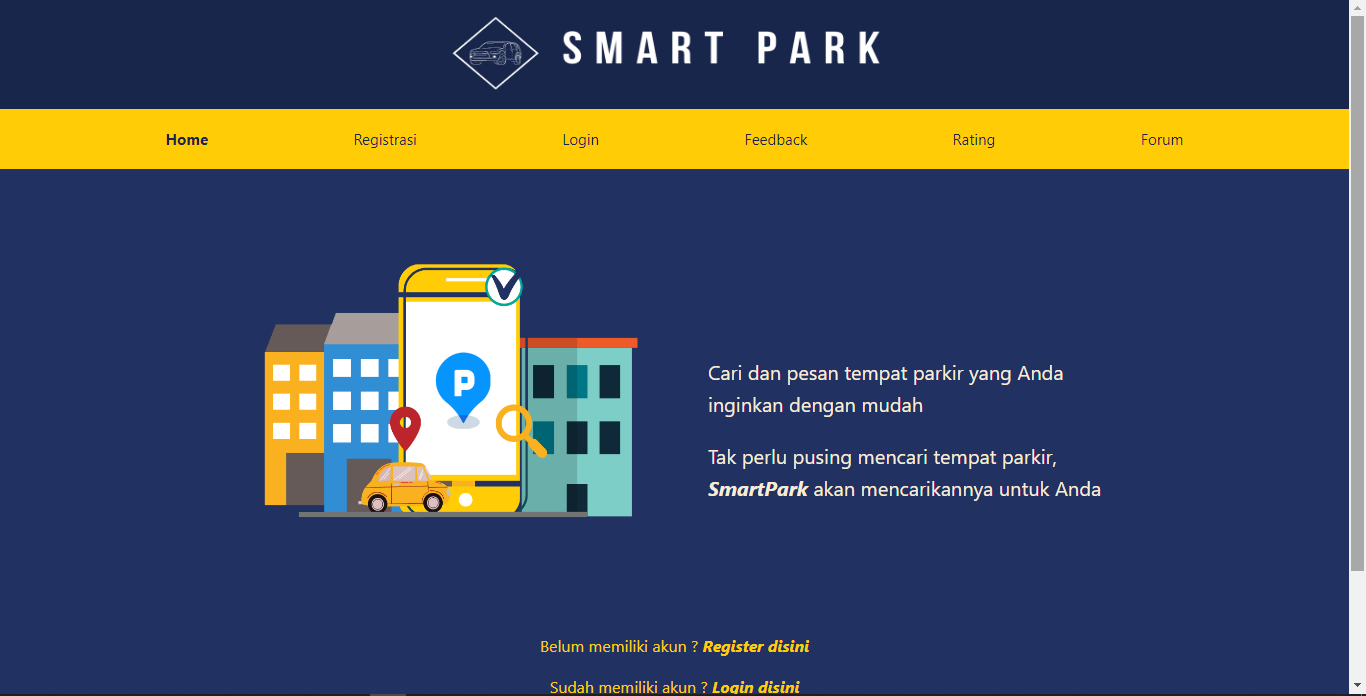 SMART PARK
Home Registrasi Login Feedback Rating Forum
P
Cari dan pesan tempat parkir yang Anda
inginkan dengan mudah
Tak perlu pusing mencari tempat parkir,
SmartPark akan mencarikannya untuk Anda
Belum memiliki akun ? Register disini
Sudah memiliki akun ? Login disini